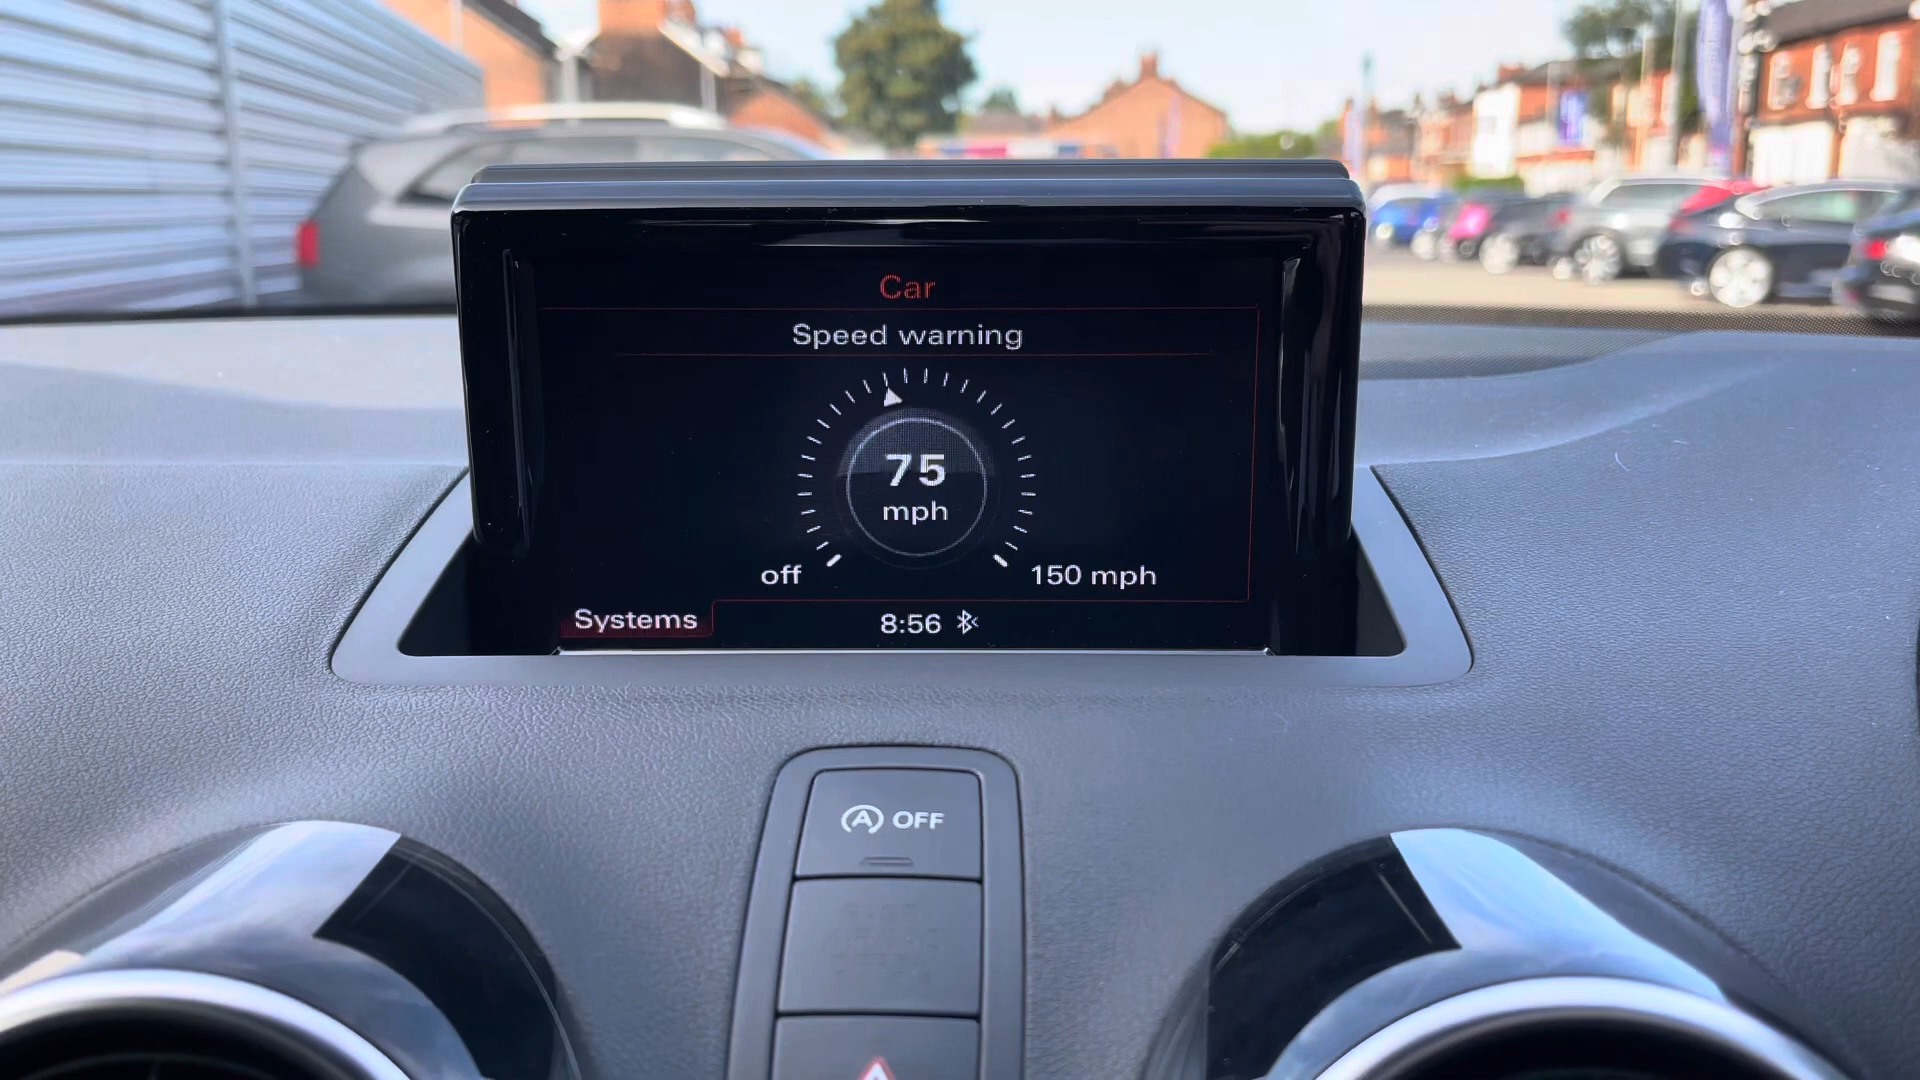 Car
Speed warning
75
mph
off
150 mph
Systems
8:56
A OFF